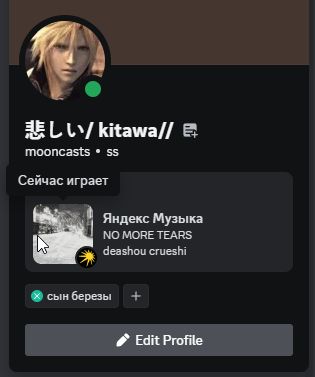 悲しい/ kitawa//
mooncasts • ss
Сейчас играет
Яндекс Музыка
NO MORE TEARS
deashou crueshi
сын березы
+
Edit Profile